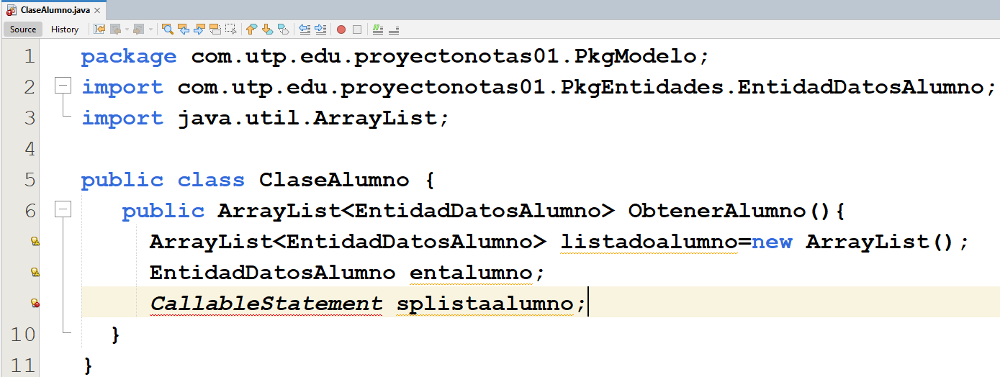 ClaseAlumno.java
Source History
1 package com.utp.edu.proyectonotas01.PkgModelo;
2 import com.utp.edu.proyectonotas01.PkgEntidades.EntidadDatosAlumno;
3 import java.util.ArrayList;
4
5 public class ClaseAlumno {
6 public ArrayList<EntidadDatosAlumno> ObtenerAlumno(){
ArrayList<EntidadDatosAlumno> listadoalumno=new ArrayList();
EntidadDatosAlumno entalumno;
CallableStatement splistaalumno;
10 }
11 }